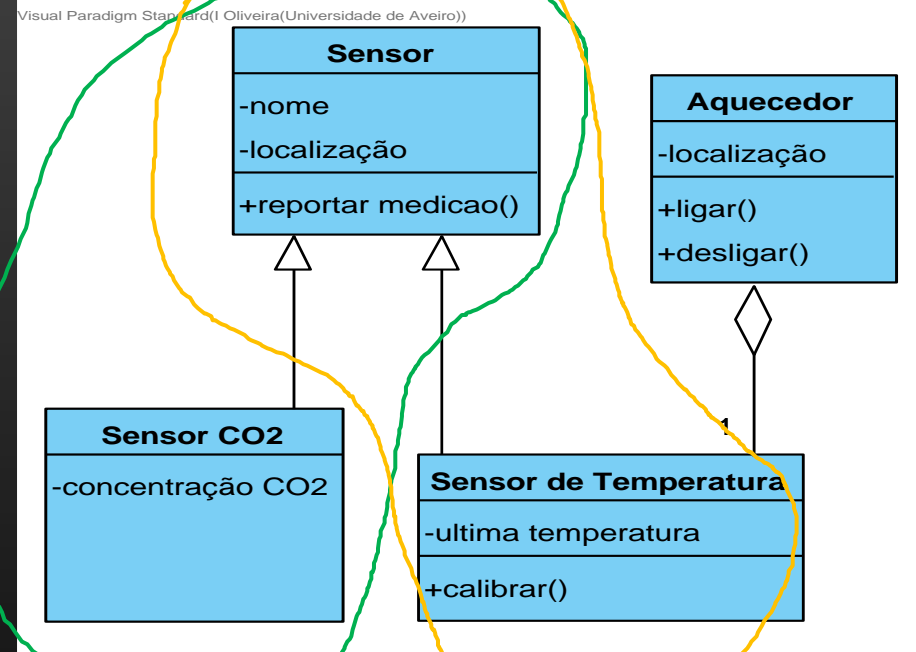 Visual Paradigm Standard(I Oliveira(Universidade de Aveiro))
Sensor
-nome
-localização
+reportar medicao()
Aquecedor
-localização
+ligar()
+desligar()
1
Sensor CO2
-concentração CO2
Sensor de Temperatura
-ultima temperatura
+calibrar()